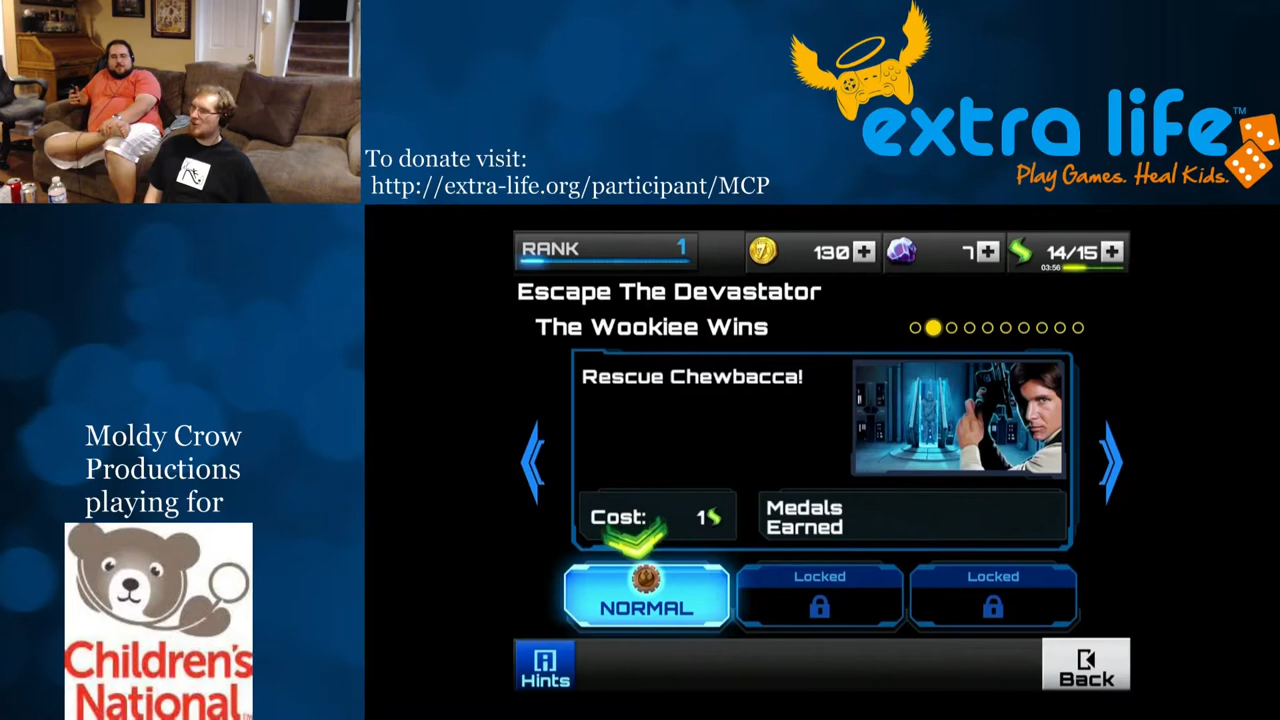 extra life™
Play Games. Heal Kids.
To donate visit:
http://extra-life.org/participant/MCP
RANK 1
130
7
14/15
03:56
Escape The Devastator
The Wookiee Wins
Rescue Chewbacca!
Cost: 1
Medals
Earned
NORMAL
Locked
Locked
Hints
Back
Moldy Crow
Productions
playing for
Children's
National